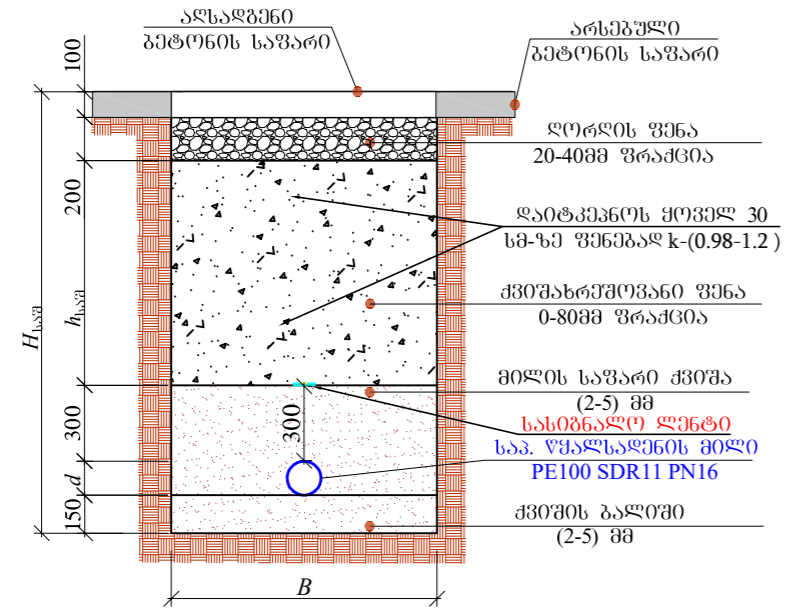 აღსადგენი
ბეტონის საფარი
არსებული
ბეტონის საფარი
100
ღორღის ფენა
20-40მმ ფრაქცია
200
დაიტკეპნოს ყოველ 30
სმ-ზე ფენებად k-(0.98-1.2 )
ქვიშახრეშოვანი ფენა
0-80მმ ფრაქცია
Hსაშ
hსაშ
მილის საფარი ქვიშა
(2-5) მმ
სასიგნალო ლენტი
300
300
საპ. წყალსადენის მილი
PE100 SDR11 PN16
d
150
ქვიშის ბალიში
(2-5) მმ
B